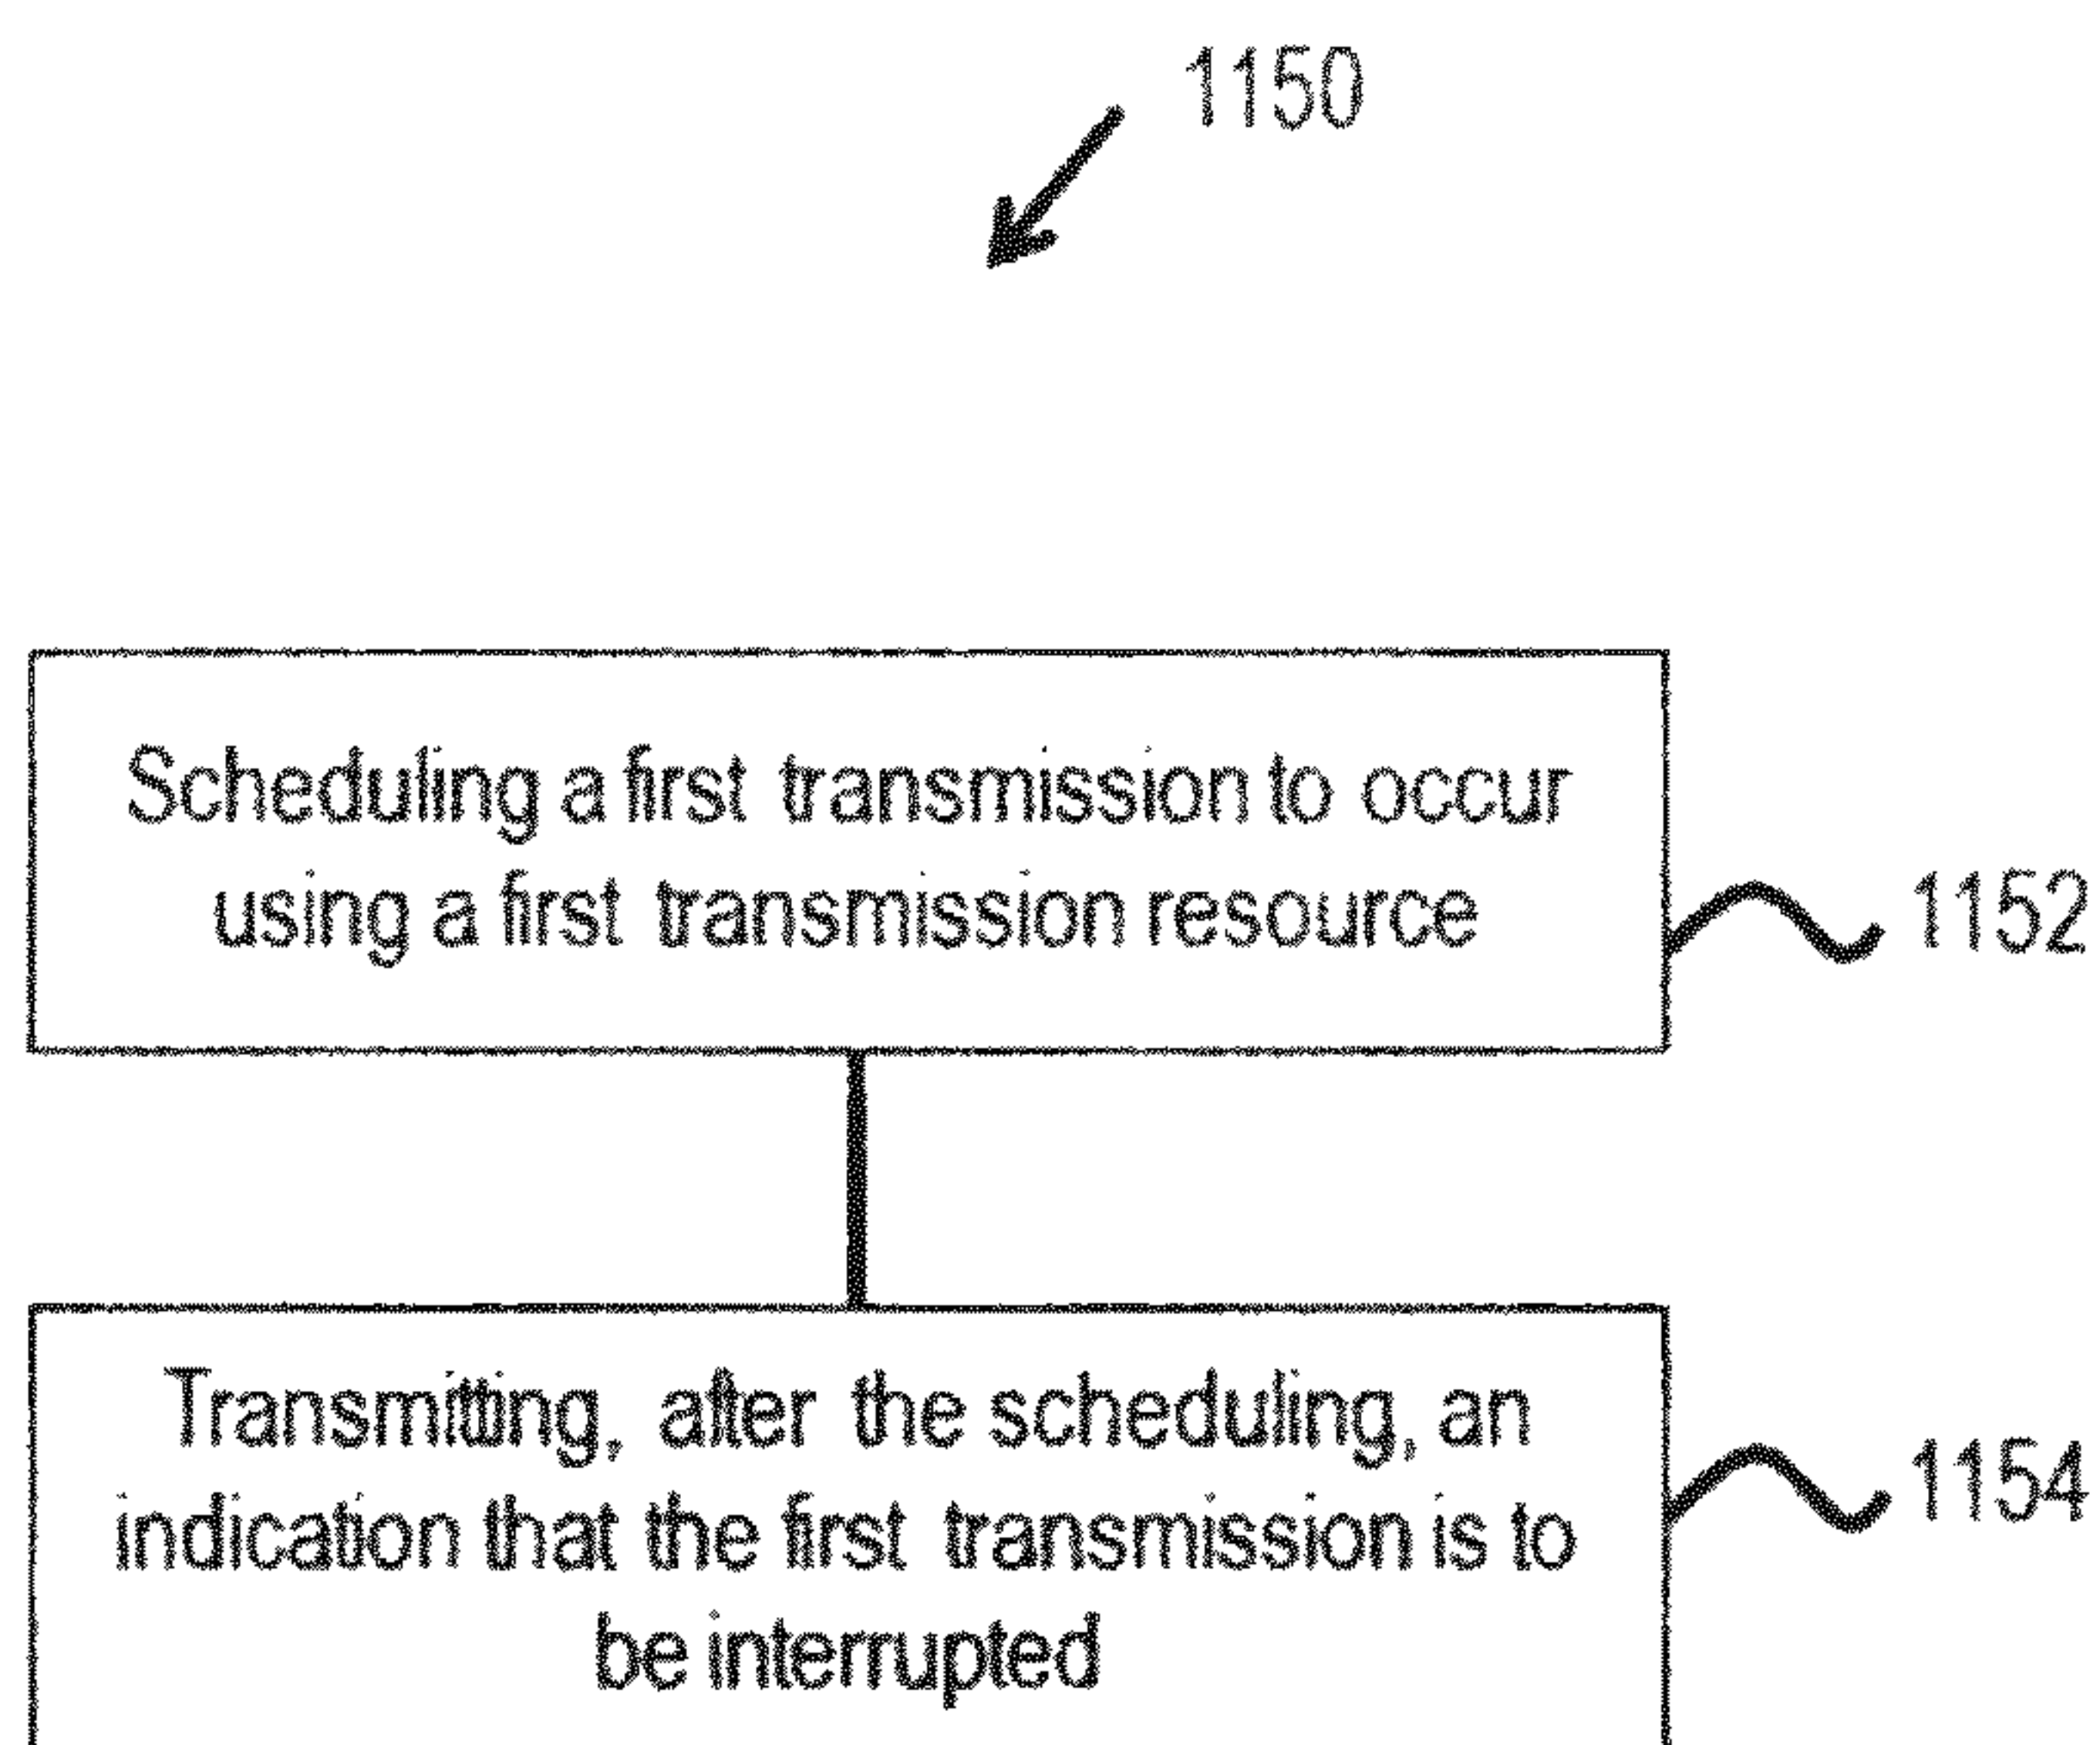 1150
Scheduling a first transmission to occur
using a first transmission resource
1152
Transmitting, after the scheduling, an
indication that the first transmission is to
be interrupted
1154